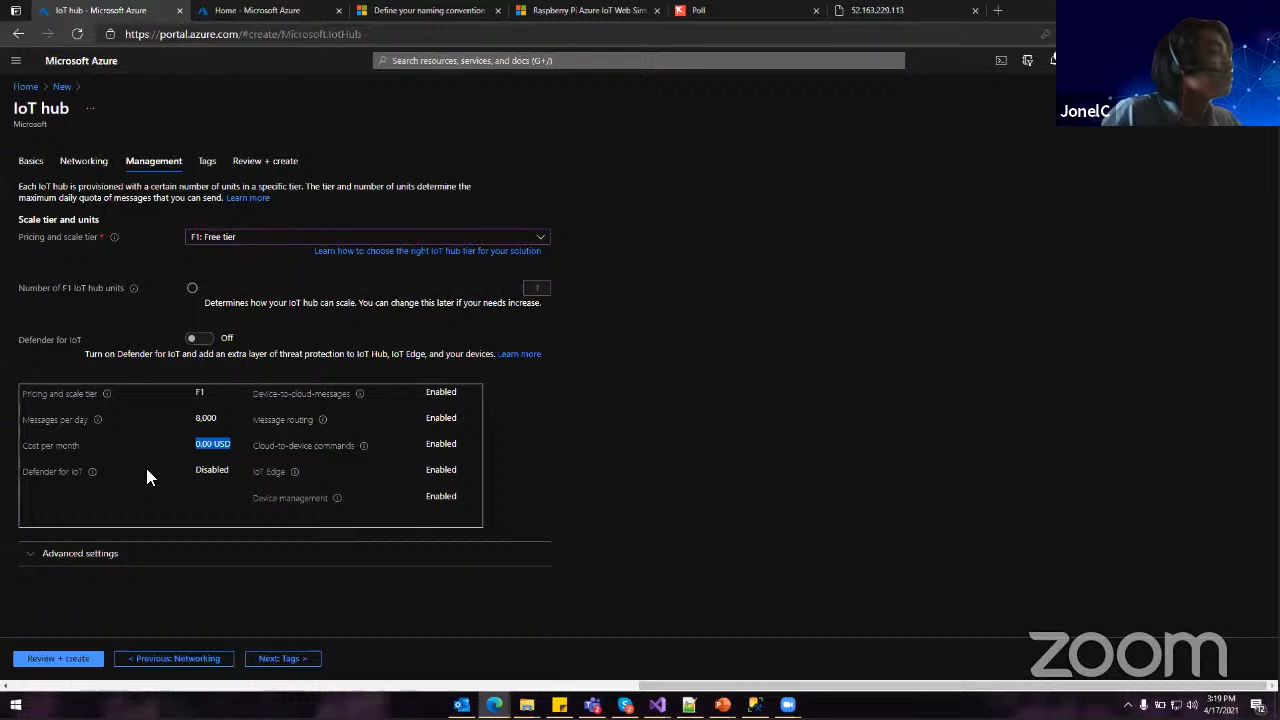 IoT hub - Microsoft Azure
Home - Microsoft Azure
Define your naming convention
Raspberry Pi Azure IoT Web Sim
Poll
52.163.229.113
https://portal.azure.com/#create/Microsoft.IotHub
Microsoft Azure
Search resources, services, and docs (G+/)
Home > New >
IoT hub ...
Microsoft
JonelC
Basics Networking Management Tags Review + create
Each IoT hub is provisioned with a certain number of units in a specific tier. The tier and number of units determine the
maximum daily quota of messages that you can send. Learn more
Scale tier and units
Pricing and scale tier * F1: Free tier
Learn how to choose the right IoT hub tier for your solution
Number of F1 IoT hub units 1
Determines how your IoT hub can scale. You can change this later if your needs increase.
Defender for IoT Off
Turn on Defender for IoT and add an extra layer of threat protection to IoT Hub, IoT Edge, and your devices. Learn more
Pricing and scale tier F1 Device-to-cloud-messages Enabled
Messages per day 8,000 Message routing Enabled
Cost per month 0.00 USD Cloud-to-device commands Enabled
Defender for IoT Disabled IoT Edge Enabled
Device management Enabled
Advanced settings
Review + create < Previous: Networking Next: Tags >
zoom
3:19 PM
4/17/2021